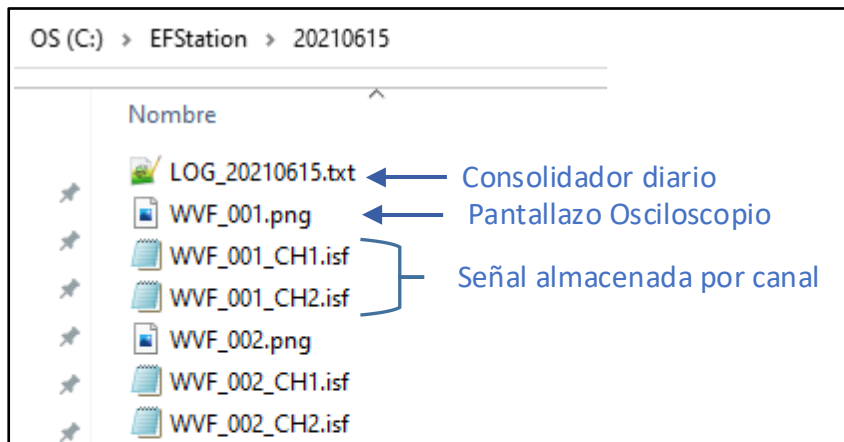 OS (C:) > EFStation > 20210615
Nombre
LOG_20210615.txt Consolidador diario
WVF_001.png Pantallazo Osciloscopio
WVF_001_CH1.isf
Señal almacenada por canal
WVF_001_CH2.isf
WVF_002.png
WVF_002_CH1.isf
WVF_002_CH2.isf